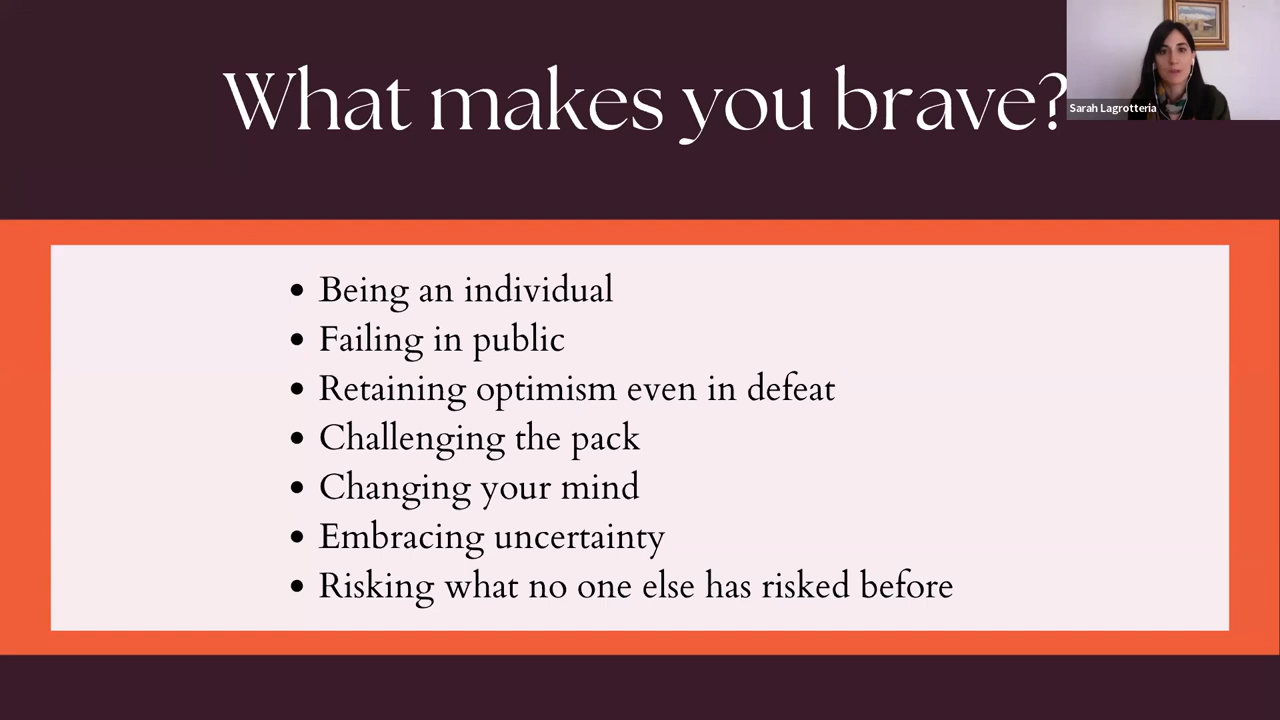 What makes you brave?
Sarah Lagrotteria
• Being an individual
• Failing in public
• Retaining optimism even in defeat
• Challenging the pack
• Changing your mind
• Embracing uncertainty
• Risking what no one else has risked before